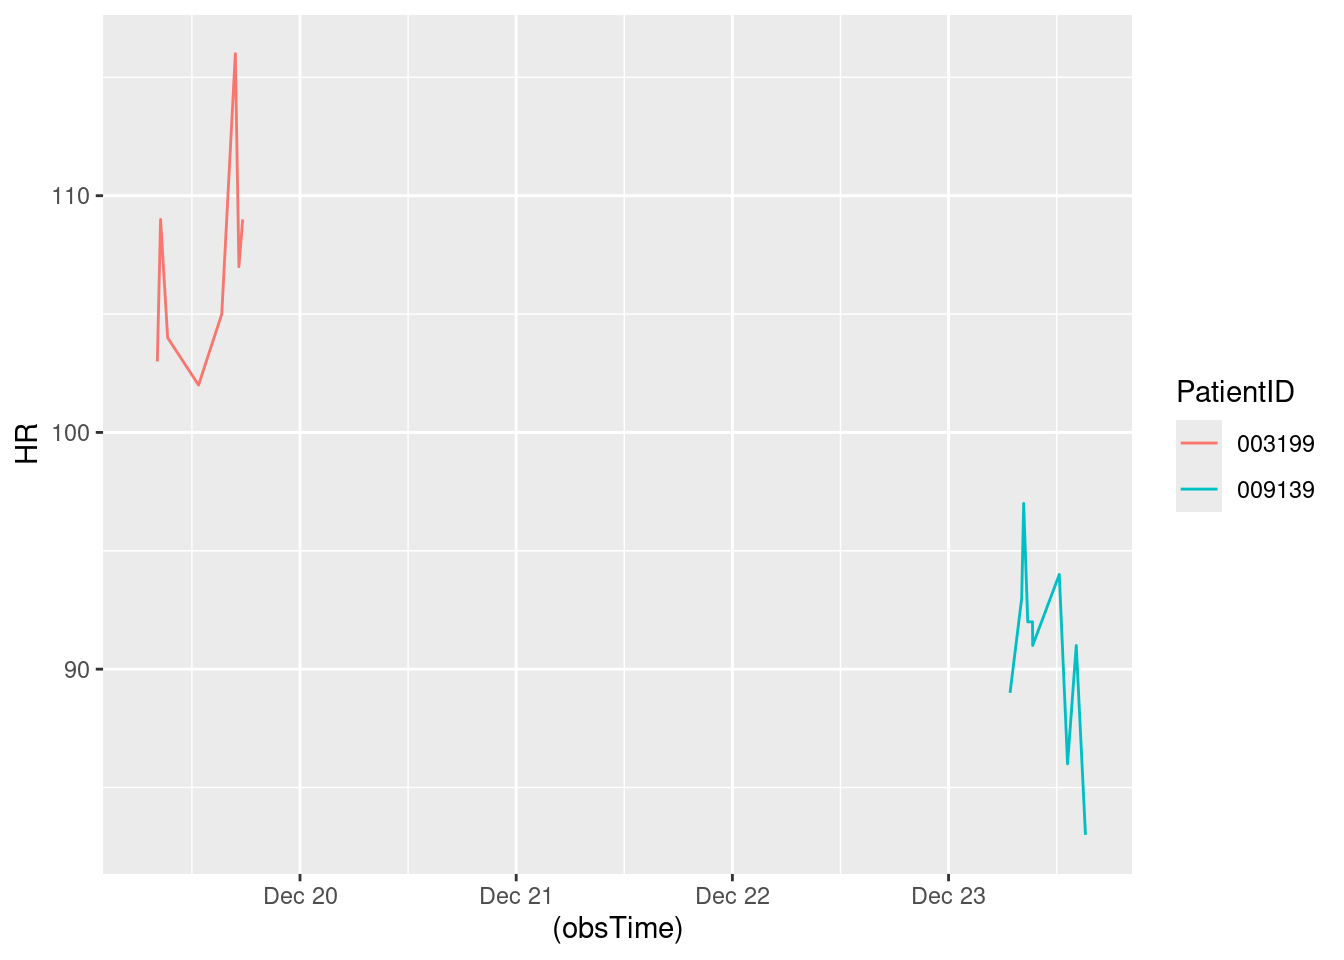 110
100
90
HR
Dec 20
Dec 21
Dec 22
Dec 23
(obsTime)
PatientID
003199
009139